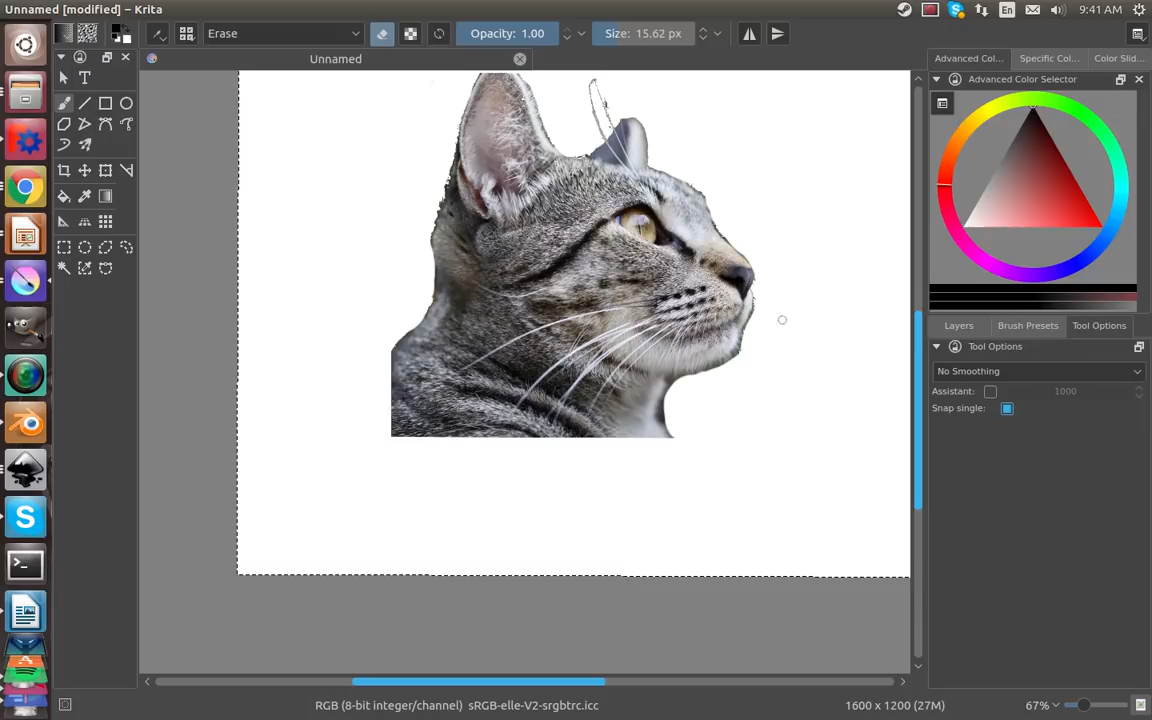 Unnamed [modified] – Krita
En
9:41 AM
Erase
Opacity: 1.00
Size: 15.62 px
Unnamed
Advanced Color...
Specific Col...
Color Slid...
Advanced Color Selector
Layers
Brush Presets
Tool Options
Tool Options
No Smoothing
Assistant:
1000
Snap single:
RGB (8-bit integer/channel) sRGB-elle-V2-srgbtrc.icc
1600 x 1200 (27M)
67%